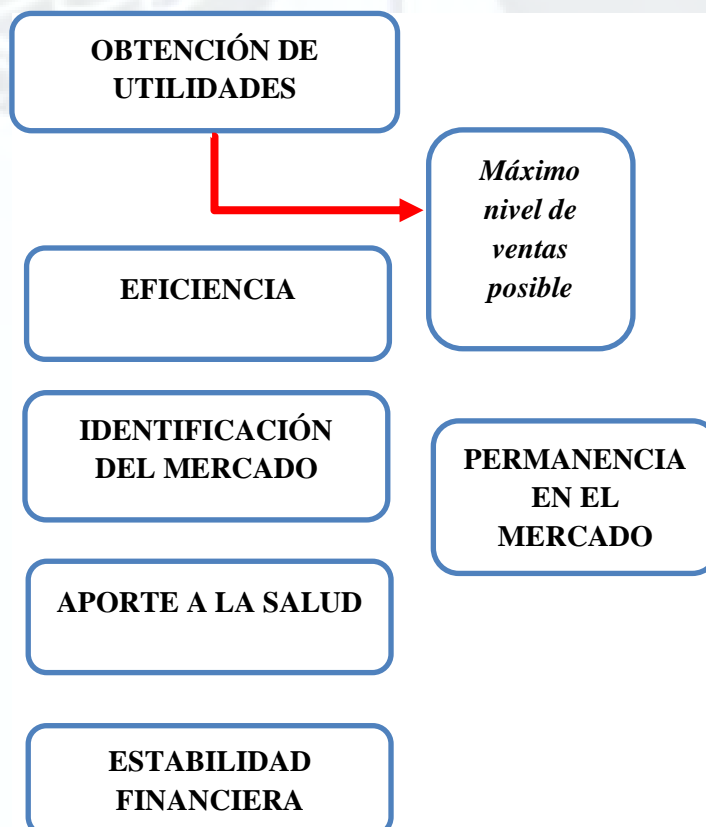 OBTENCIÓN DE
UTILIDADES
Máximo
nivel de
ventas
posible
EFICIENCIA
IDENTIFICACIÓN
DEL MERCADO
PERMANENCIA
EN EL
MERCADO
APORTE A LA SALUD
ESTABILIDAD
FINANCIERA